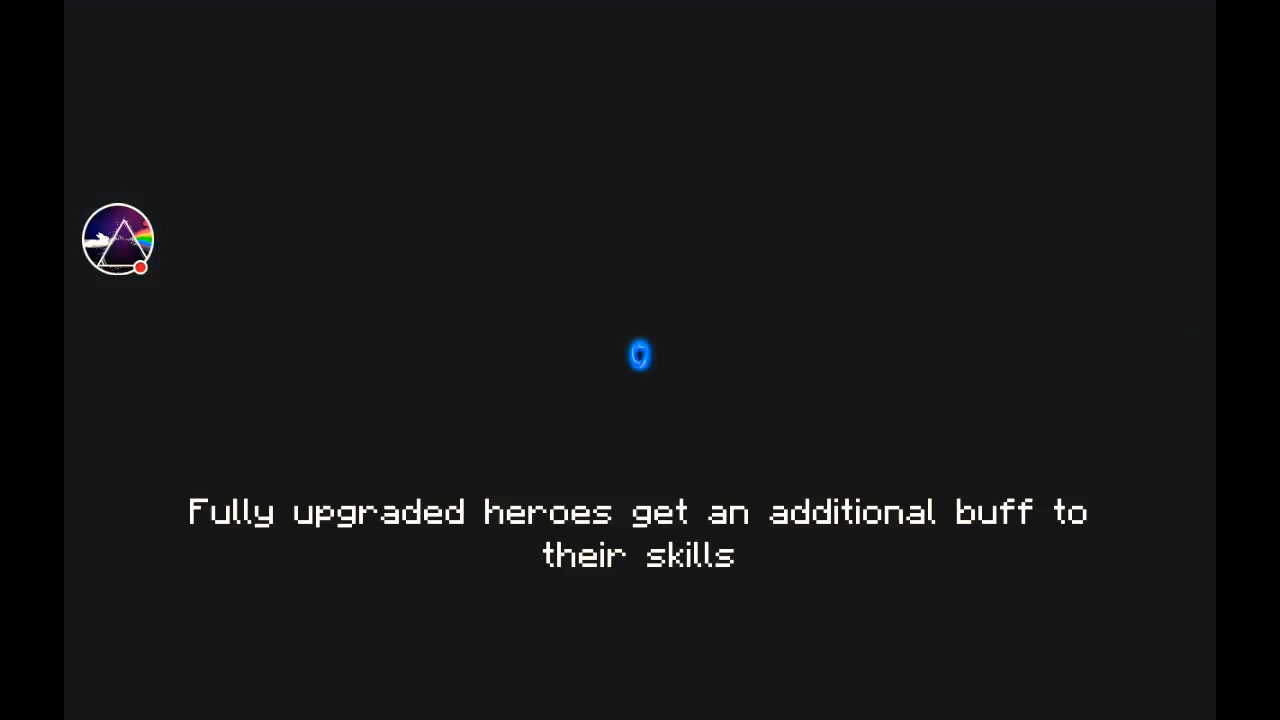 Fully upgraded heroes get an additional buff to
their skills